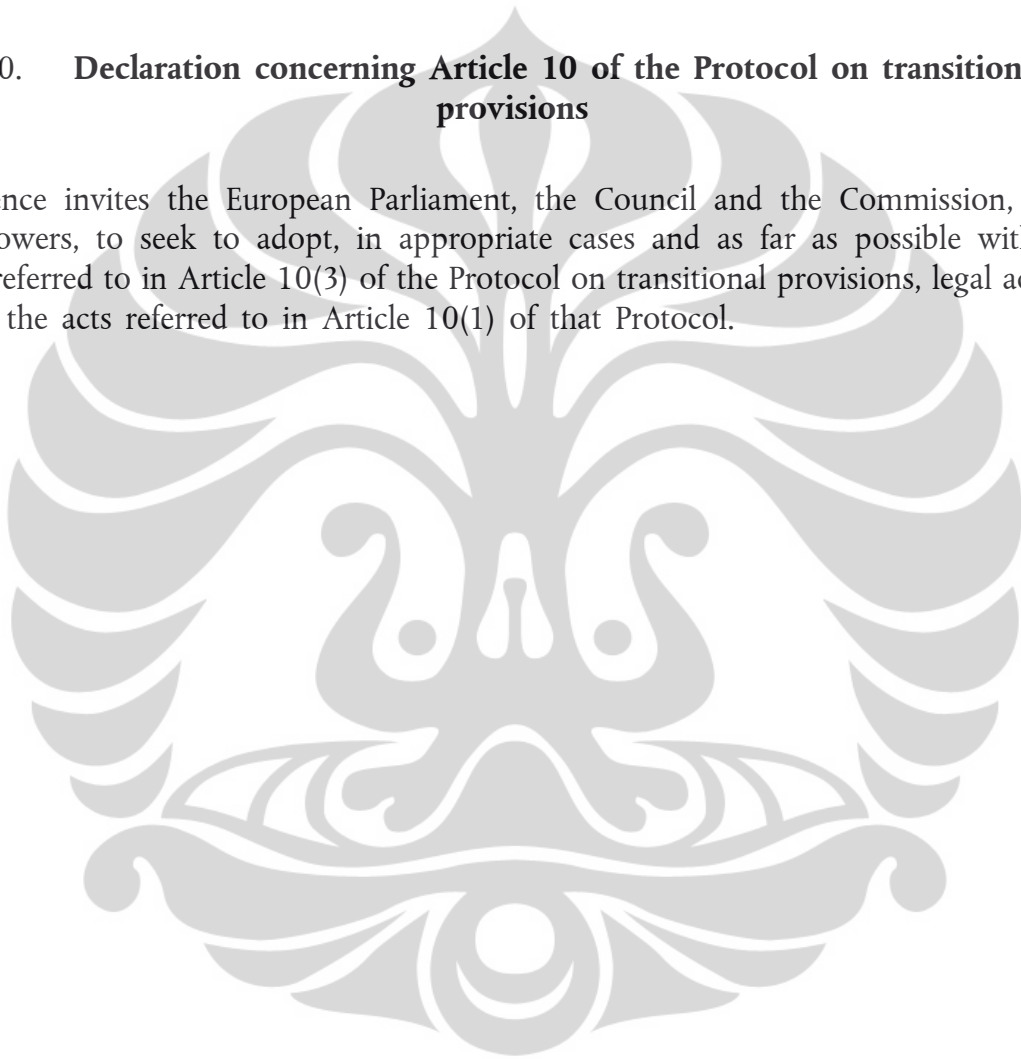 0. Declaration concerning Article 10 of the Protocol on transition
provisions
ence invites the European Parliament, the Council and the Commission,
owers, to seek to adopt, in appropriate cases and as far as possible wit
referred to in Article 10(3) of the Protocol on transitional provisions, legal a
the acts referred to in Article 10(1) of that Protocol.